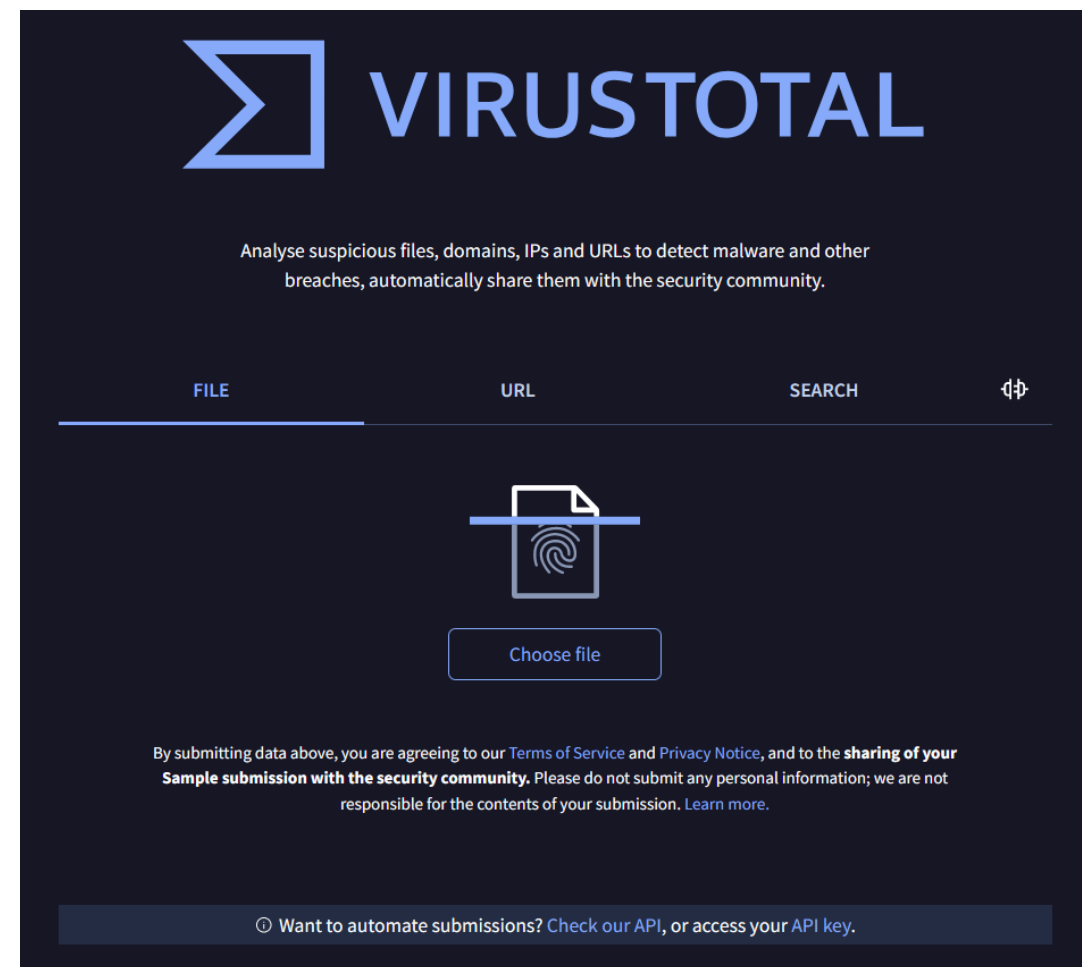 VIRUSTOTAL
Analyse suspicious files, domains, IPs and URLs to detect malware and other
breaches, automatically share them with the security community.
FILE URL SEARCH
Choose file
By submitting data above, you are agreeing to our Terms of Service and Privacy Notice, and to the sharing of your
Sample submission with the security community. Please do not submit any personal information; we are not
responsible for the contents of your submission. Learn more.
Want to automate submissions? Check our API, or access your API key.